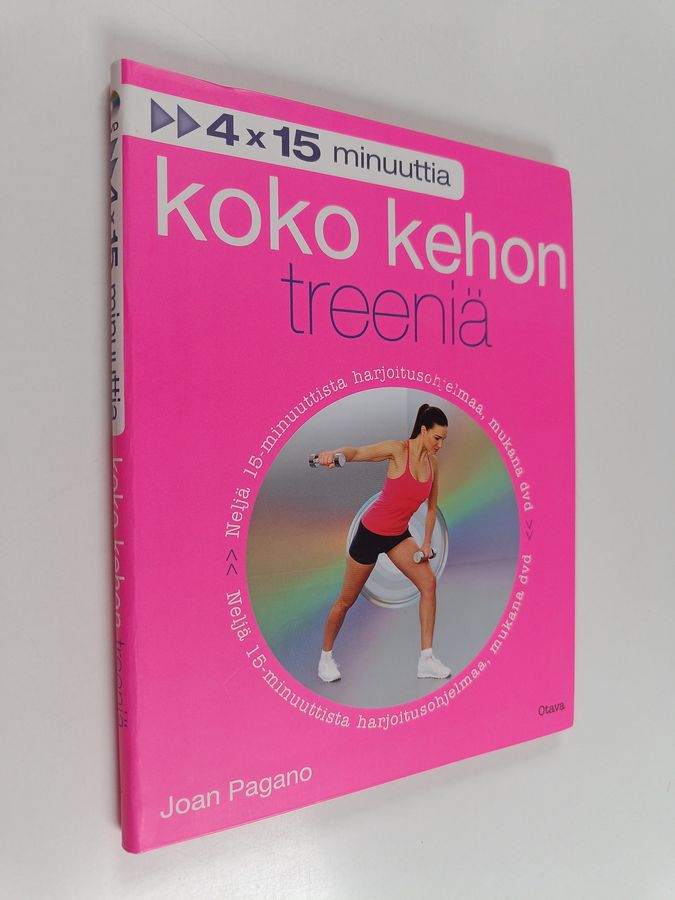 ▶▶4 x 15 minuuttia
koko kehon
treeniä
>> Neljä 15-minuuttista harjoitusohjelmaa, mukana dvd
>> Neljä 15-minuuttista harjoitusohjelmaa, mukana dvd
Otava
Joan Pagano
4 x 15 minuuttia koko kehon treeniä